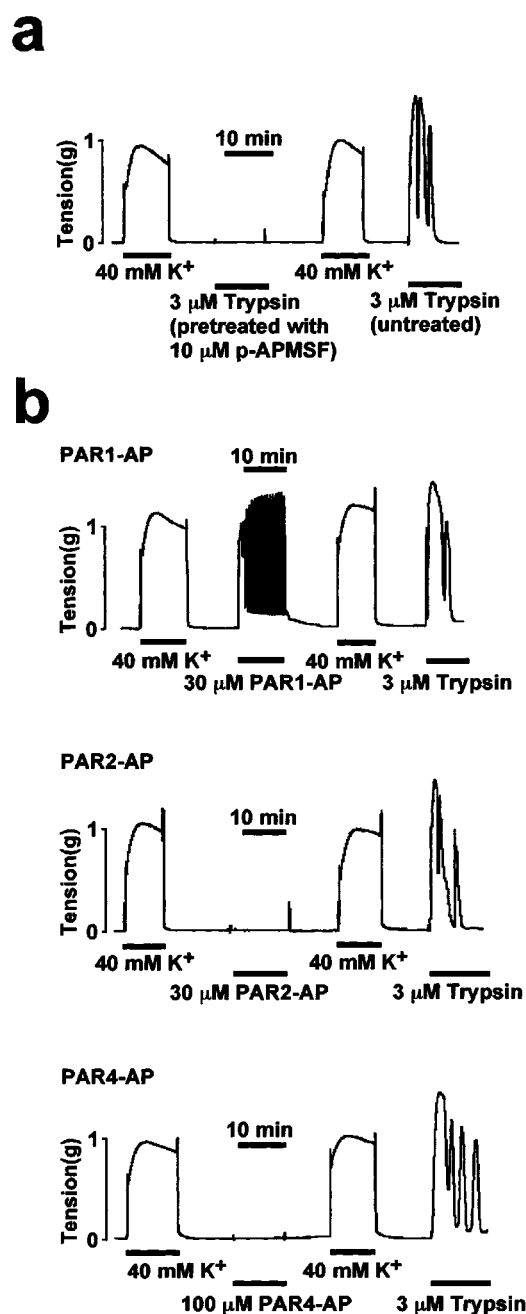 a
Tension(g)
1
0
10 min
40 mM K+
40 mM K+
3 μM Trypsin
(pretreated with
10 μM p-APMSF)
3 μM Trypsin
(untreated)
b
PAR1-AP
Tension(g)
1
0
10 min
40 mM K+
40 mM K+
30 μM PAR1-AP
3 μM Trypsin
PAR2-AP
Tension(g)
1
0
10 min
40 mM K+
40 mM K+
30 μM PAR2-AP
3 μM Trypsin
PAR4-AP
Tension(g)
1
0
10 min
40 mM K+
40 mM K+
100 μM PAR4-AP
3 μM Trypsin